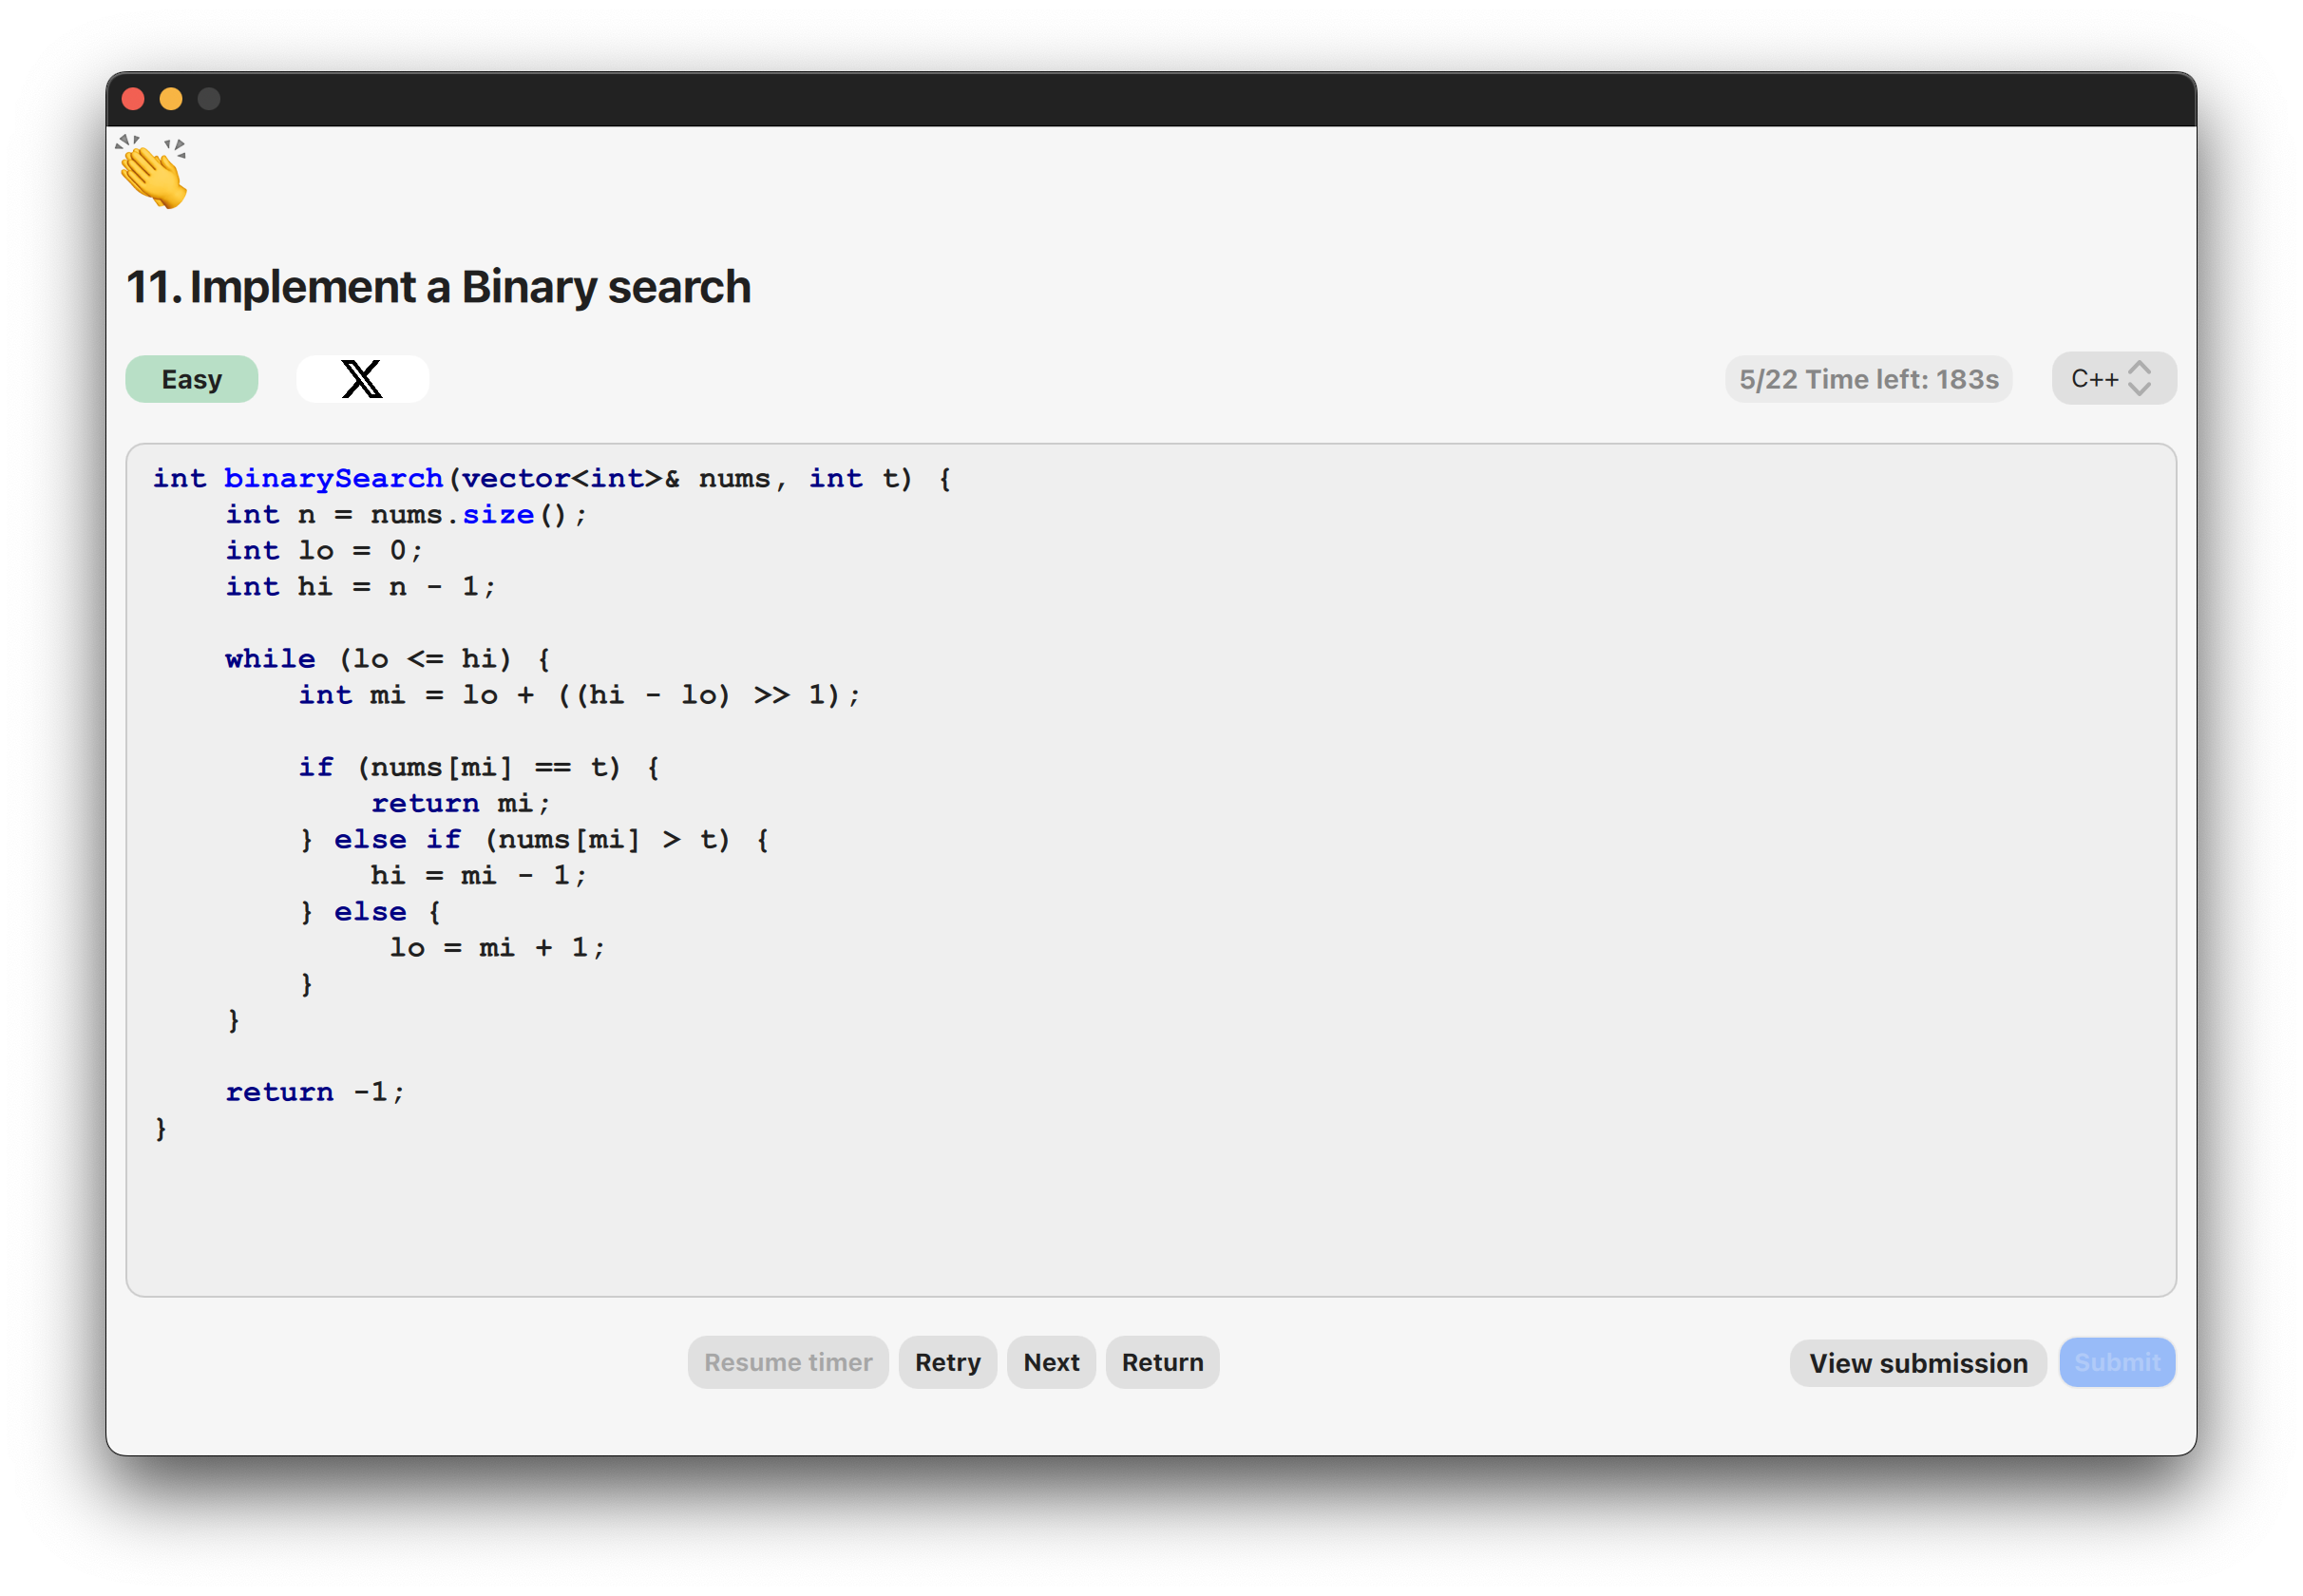 11. Implement a Binary search
Easy
5/22 Time left: 183s
C++
int binarySearch(vector<int>& nums, int t) {
    int n = nums.size();
    int lo = 0;
    int hi = n - 1;

    while (lo <= hi) {
        int mi = lo + ((hi - lo) >> 1);

        if (nums[mi] == t) {
            return mi;
        } else if (nums[mi] > t) {
            hi = mi - 1;
        } else {
             lo = mi + 1;
        }
    }

    return -1;
}
Resume timer
Retry
Next
Return
View submission
Submit